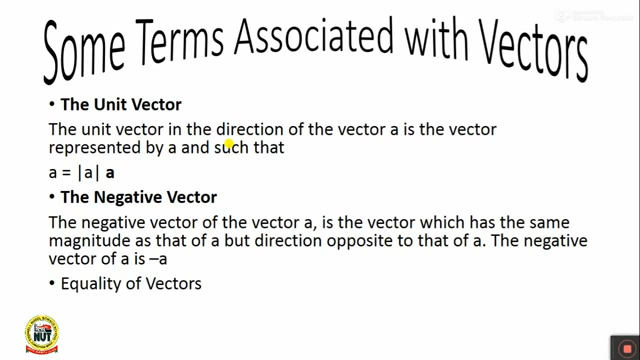 Some Terms Associated with Vectors
• The Unit Vector
The unit vector in the direction of the vector a is the vector
represented by a and such that
a = |a| a
• The Negative Vector
The negative vector of the vector a, is the vector which has the same
magnitude as that of a but direction opposite to that of a. The negative
vector of a is –a
• Equality of Vectors
NUT